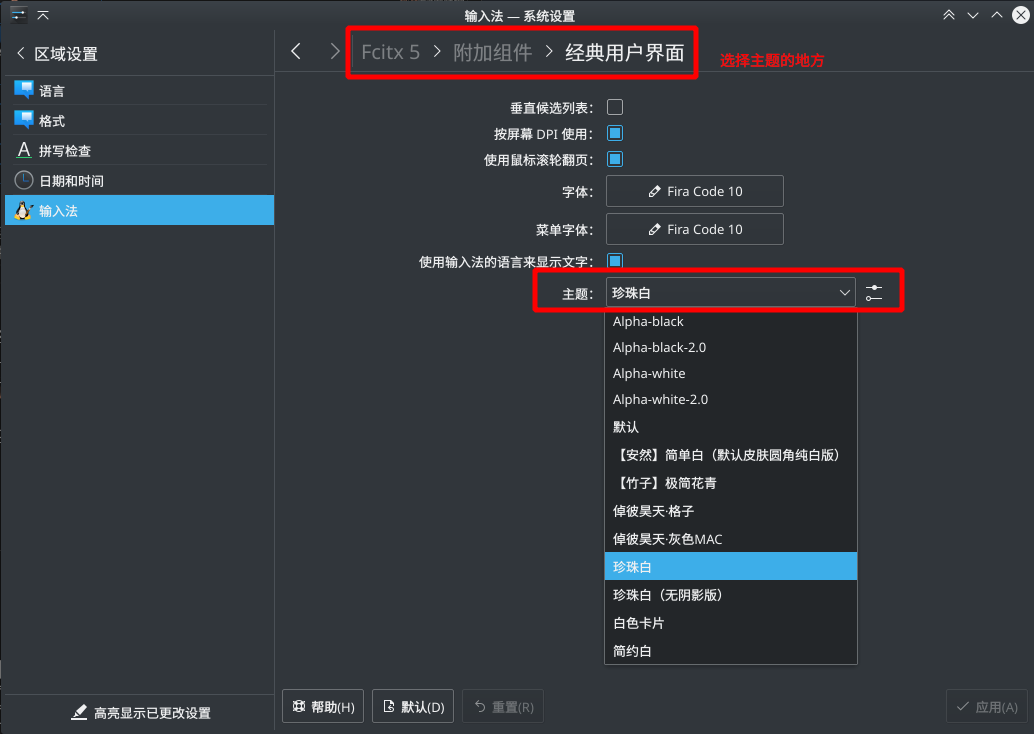 输入法 — 系统设置
区域设置
语言
格式
拼写检查
日期和时间
输入法
高亮显示已更改设置
Fcitx 5 > 附加组件 > 经典用户界面
选择主题的地方
垂直候选列表：
按屏幕 DPI 使用：
使用鼠标滚轮翻页：
字体： Fira Code 10
菜单字体： Fira Code 10
使用输入法的语言来显示文字：
主题： 珍珠白
Alpha-black
Alpha-black-2.0
Alpha-white
Alpha-white-2.0
默认
【安然】简单白（默认皮肤圆角纯白版）
【竹子】极简花青
倬彼昊天·格子
倬彼昊天·灰色MAC
珍珠白
珍珠白（无阴影版）
白色卡片
简约白
帮助(H) 默认(D) 重置(R) 应用(A)